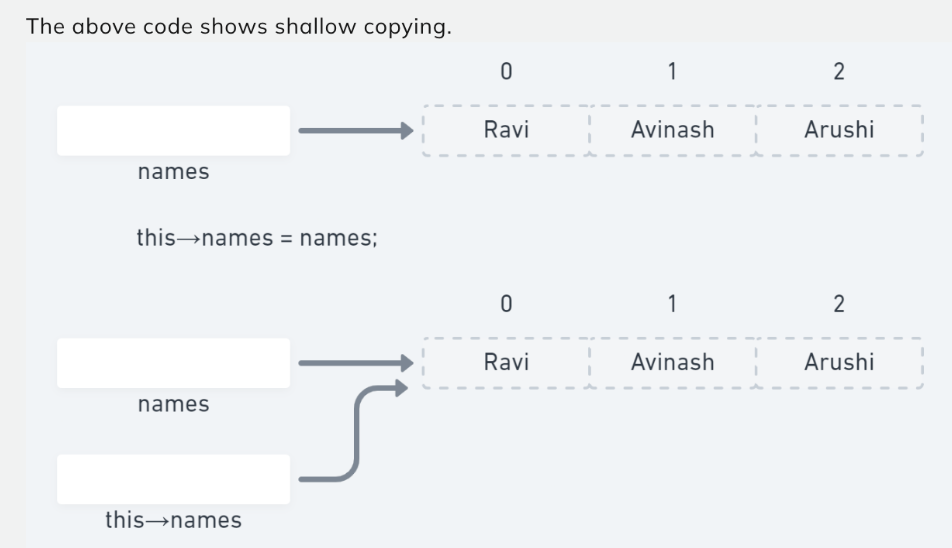 The above code shows shallow copying.
0 1 2
Ravi Avinash Arushi
names
this→names = names;
0 1 2
Ravi Avinash Arushi
names
this→names